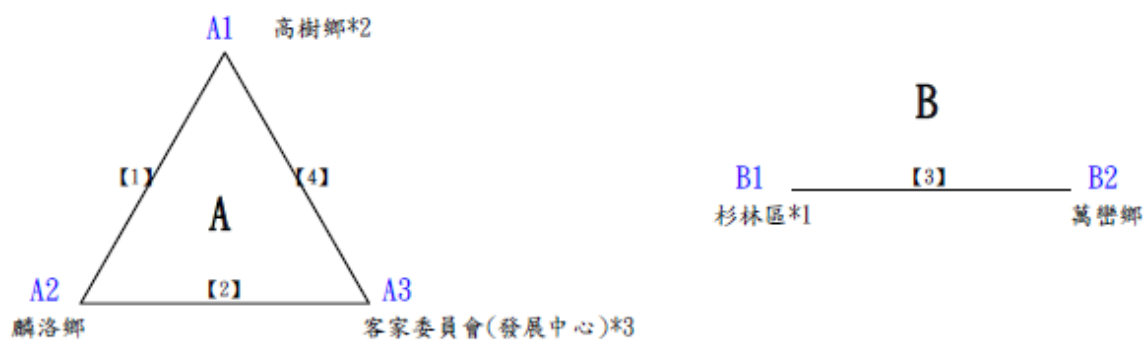 A1 高樹鄉*2
【1】
【4】
A
A2
【2】
A3
麟洛鄉
客家委員會(發展中心)*3
B
B1
【3】
B2
杉林區*1
萬巒鄉